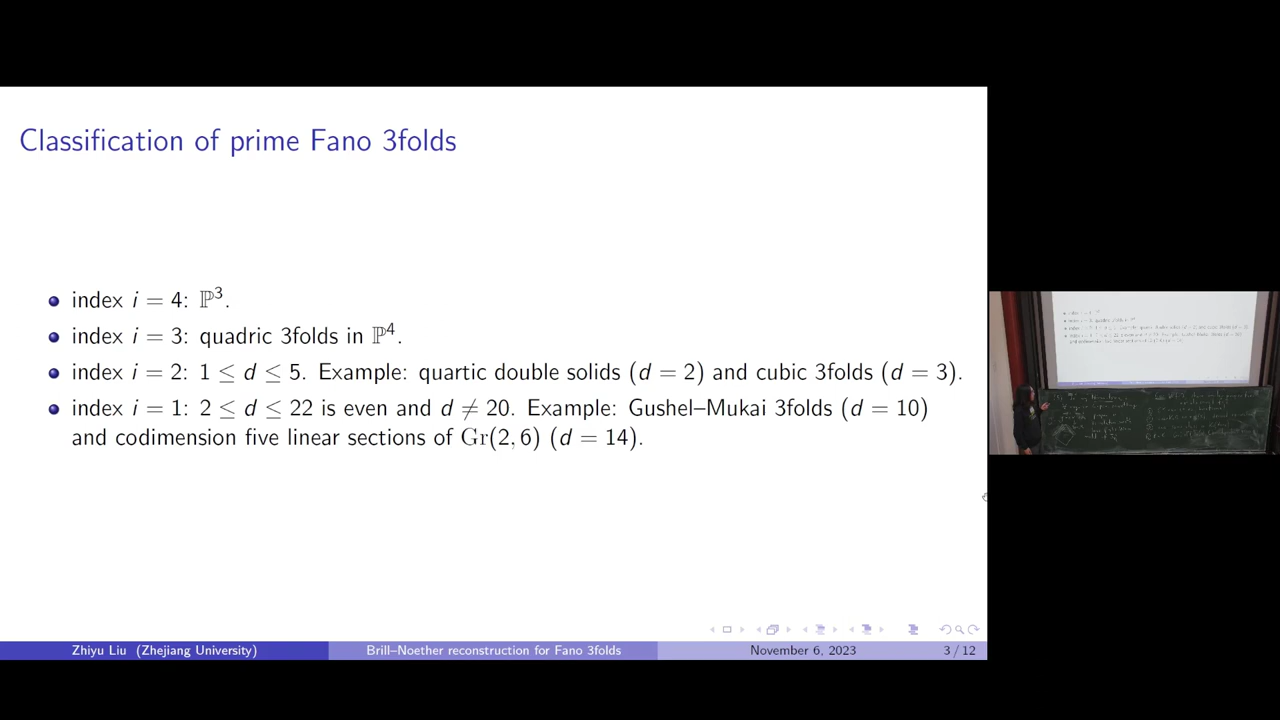 Classification of prime Fano 3folds
index i = 4: ℙ³.
index i = 3: quadric 3folds in ℙ⁴.
index i = 2: 1 ≤ d ≤ 5. Example: quartic double solids (d = 2) and cubic 3folds (d = 3).
index i = 1: 2 ≤ d ≤ 22 is even and d ≠ 20. Example: Gushel–Mukai 3folds (d = 10)
and codimension five linear sections of Gr(2, 6) (d = 14).
Zhiyu Liu (Zhejiang University) Brill–Noether reconstruction for Fano 3folds November 6, 2023 3 / 12